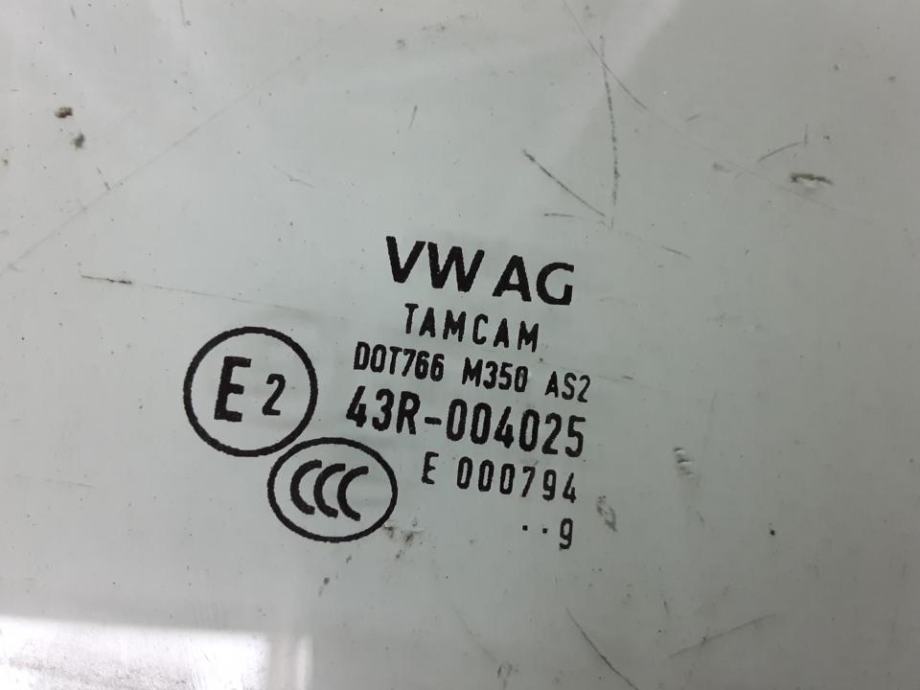 VW AG
TAMCAM
DOT766 M350 AS2
E2
43R-004025
CCC
E 000794
..9